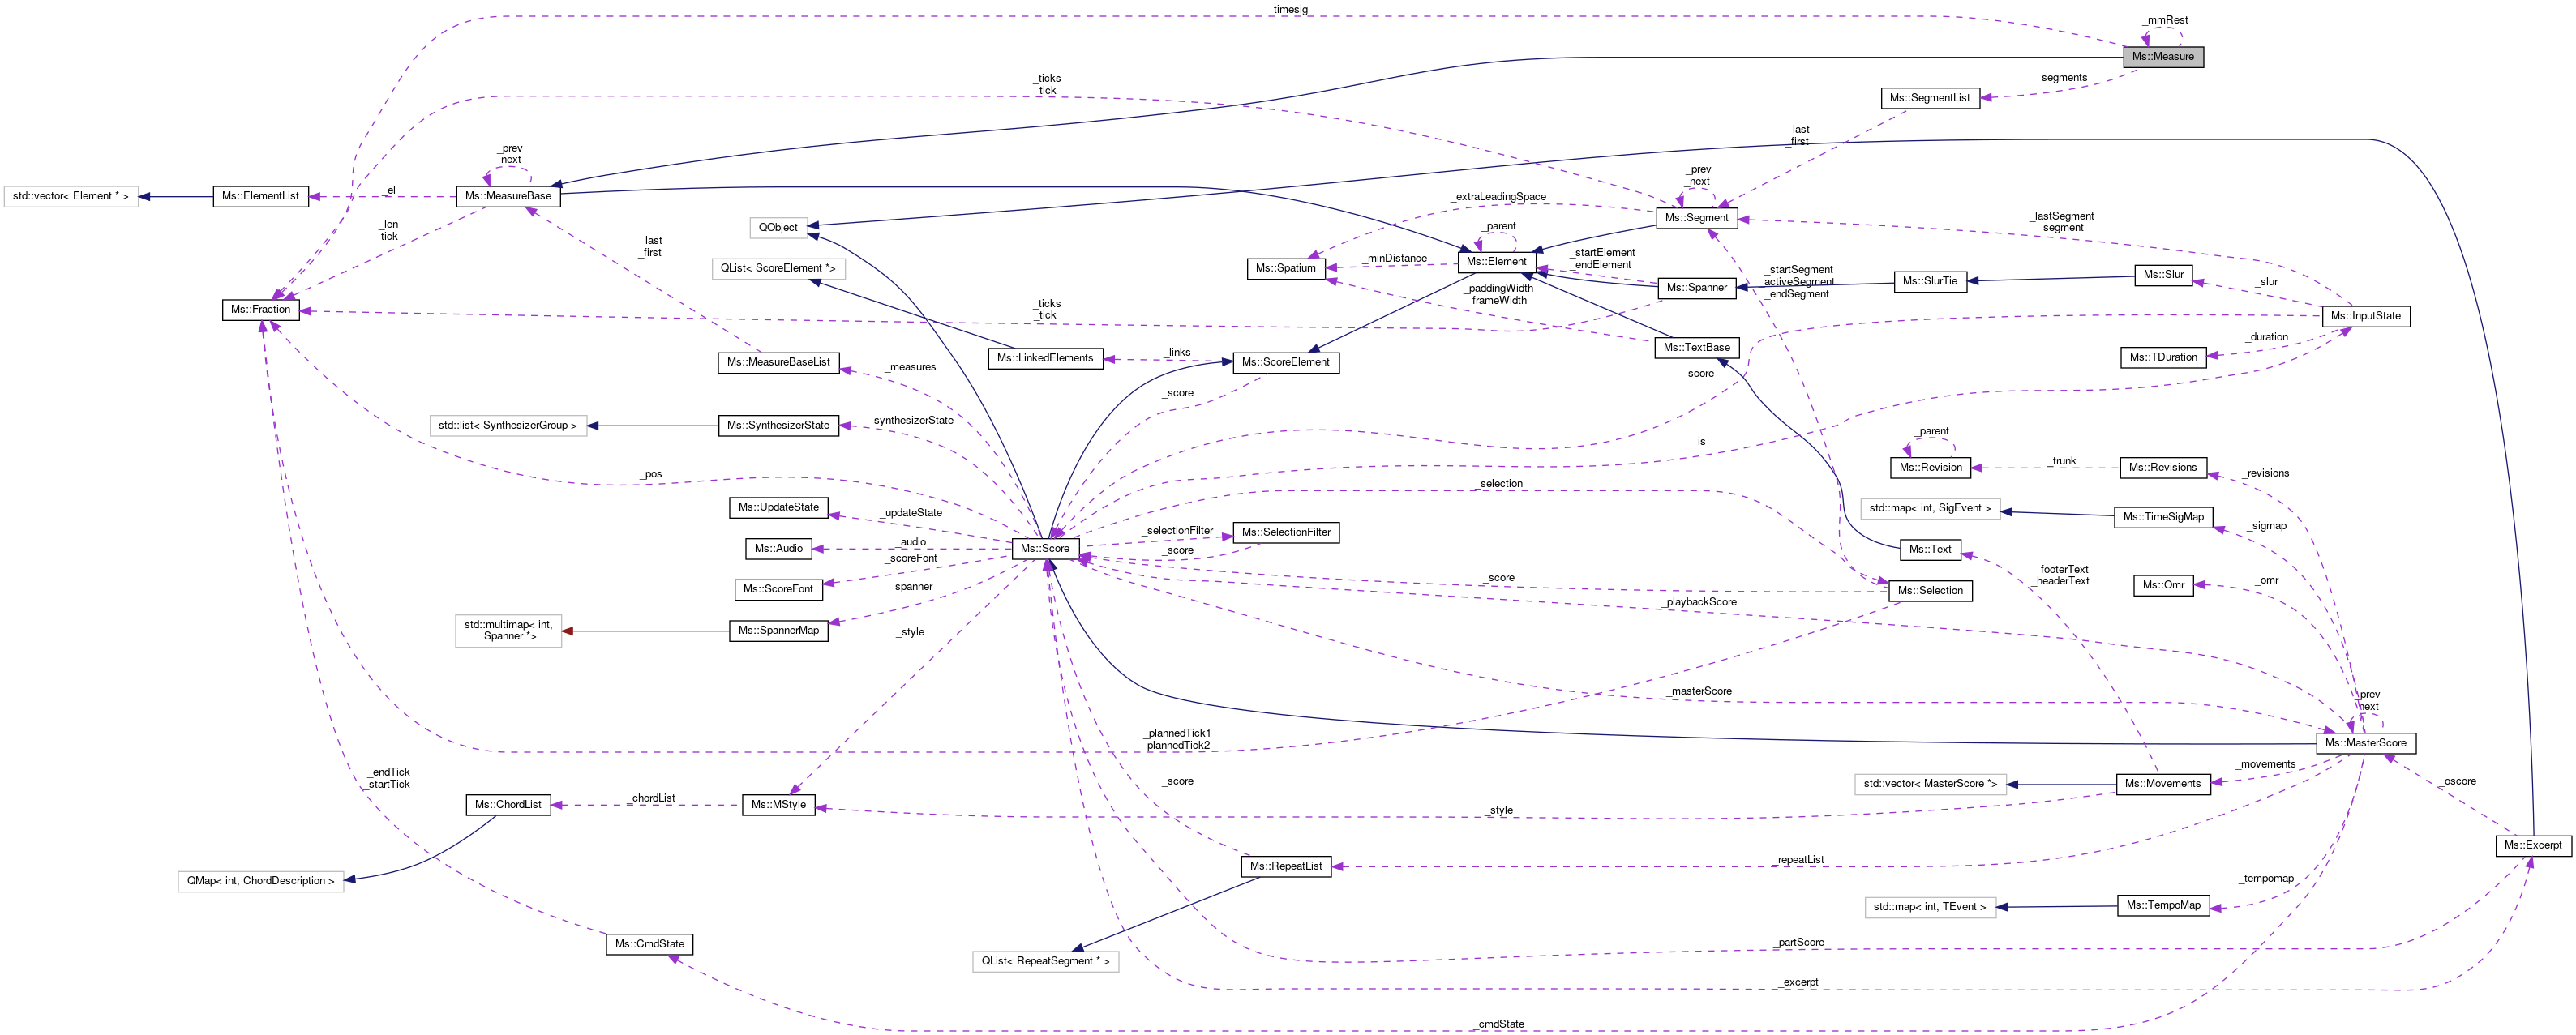 _timesig
_mmRest
Ms::Measure
_ticks
_tick
_segments
Ms::SegmentList
_last
_first
_prev
_next
std::vector< Element * >
Ms::ElementList
_el
Ms::MeasureBase
_prev
_next
_extraLeadingSpace
Ms::Segment
_lastSegment
_segment
_len
_tick
QObject
_parent
_last
_first
_startElement
_endElement
QList< ScoreElement *>
Ms::Spatium
_minDistance
Ms::Element
_startSegment
_activeSegment
_endSegment
Ms::SlurTie
Ms::Slur
_slur
Ms::Spanner
_paddingWidth
_frameWidth
Ms::Fraction
_ticks
_tick
Ms::InputState
_duration
Ms::TextBase
Ms::TDuration
Ms::MeasureBaseList
Ms::LinkedElements
_links
Ms::ScoreElement
_measures
_score
_score
std::list< SynthesizerGroup >
Ms::SynthesizerState
_synthesizerState
_is
_parent
_pos
Ms::Revision
_trunk
Ms::Revisions
_revisions
_selection
Ms::UpdateState
_updateState
std::map< int, SigEvent >
Ms::TimeSigMap
_sigmap
_selectionFilter
Ms::SelectionFilter
_score
Ms::Audio
_audio
Ms::Score
Ms::Text
_scoreFont
_footerText
_headerText
Ms::ScoreFont
_spanner
_score
Ms::Selection
Ms::Omr
_omr
_playbackScore
std::multimap< int,
Spanner *>
Ms::SpannerMap
_style
_masterScore
_prev
_next
_plannedTick1
_plannedTick2
Ms::MasterScore
_endTick
_startTick
_score
_movements
_oscore
std::vector< MasterScore *>
Ms::Movements
Ms::ChordList
_chordList
Ms::MStyle
_style
Ms::Excerpt
_repeatList
Ms::RepeatList
QMap< int, ChordDescription >
_tempomap
std::map< int, TEvent >
Ms::TempoMap
Ms::CmdState
_partScore
QList< RepeatSegment * >
_excerpt
_cmdState